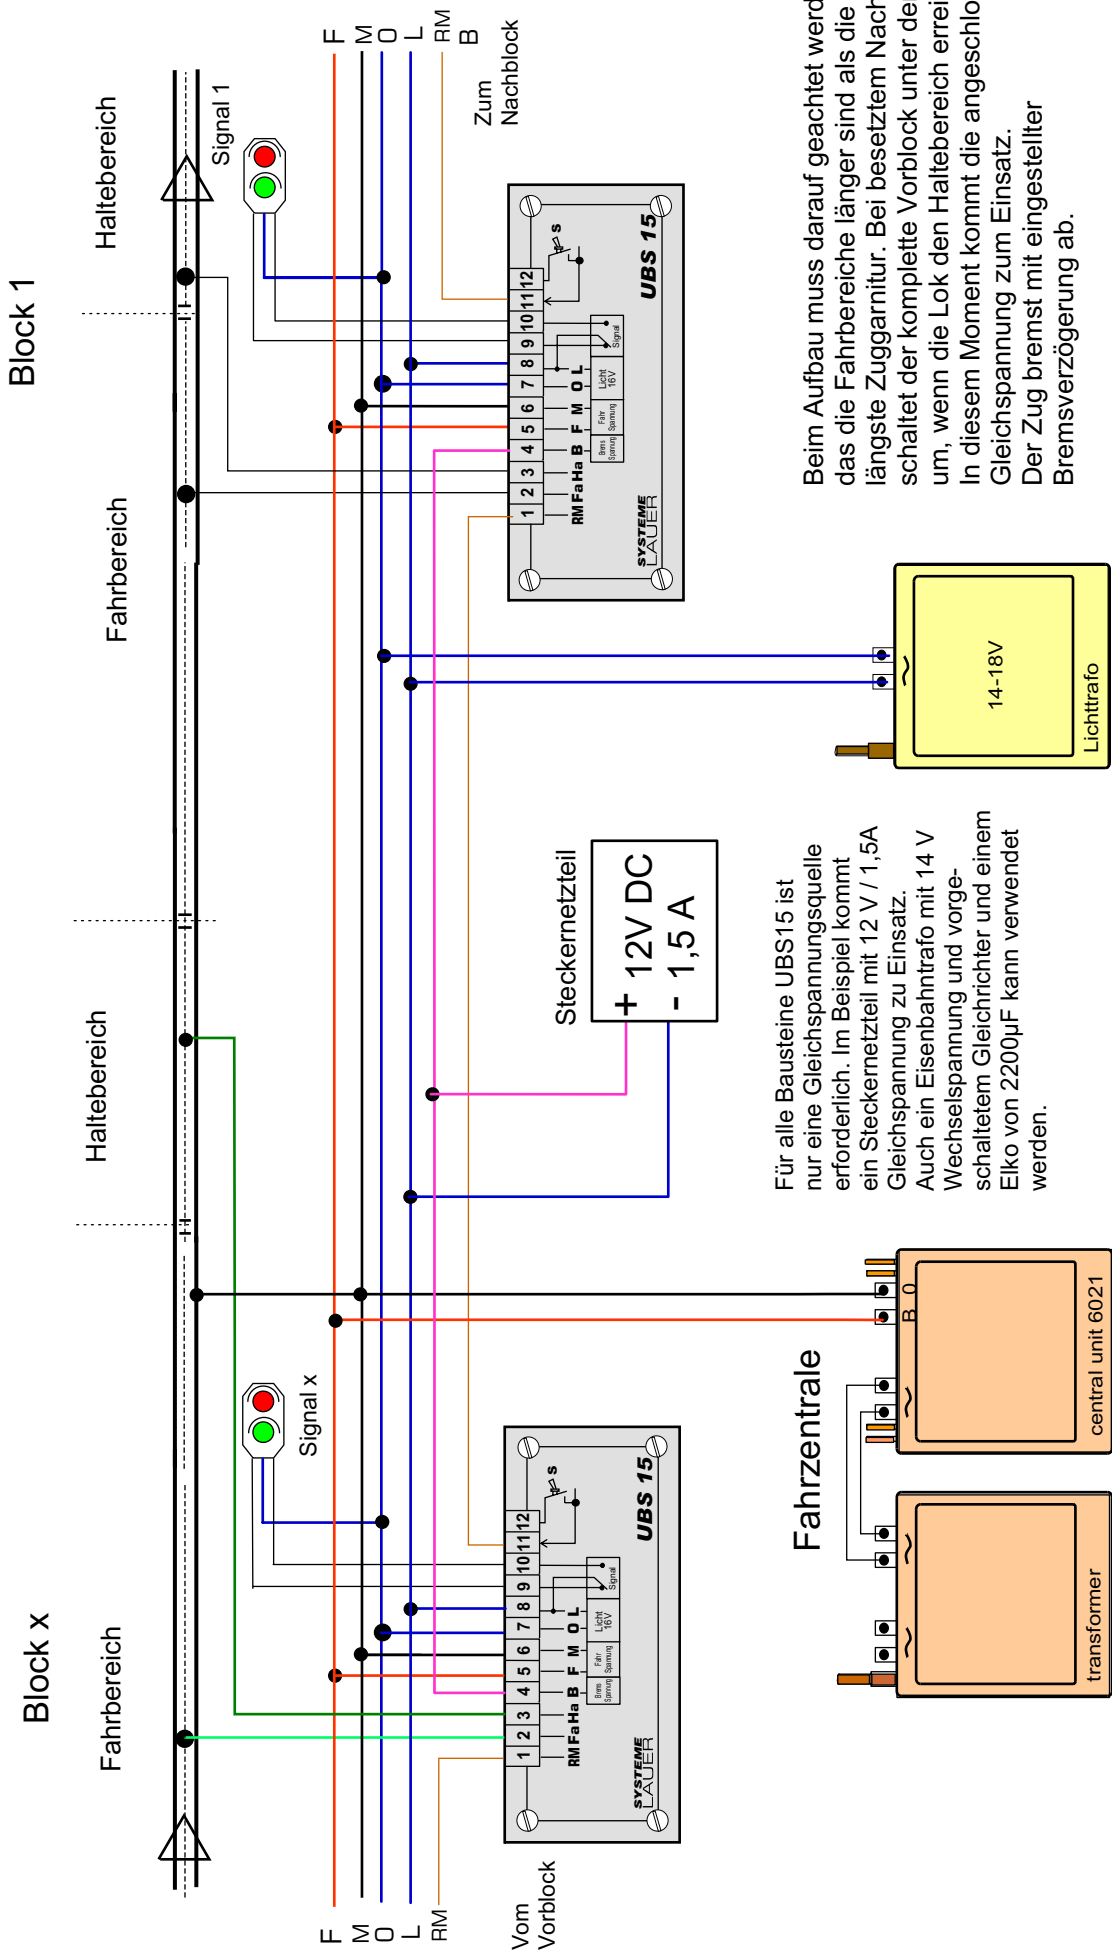 Block x
Block 1
Fahrbereich
Haltebereich
Fahrbereich
Haltebereich
Signal x
Signal 1
F
M
O
L
RM
F
M
O
L
RM
B
Vom
Vorblock
Zum
Nachblock
1 2 3 4 5 6 7 8 9 10 11 12
RM Fa Ha B F M O L
Brems
Spannung
Fahr
Spannung
Licht
16V
Signal
S
SYSTEME
LAUER
UBS 15
1 2 3 4 5 6 7 8 9 10 11 12
RM Fa Ha B F M O L
Brems
Spannung
Fahr
Spannung
Licht
16V
Signal
S
SYSTEME
LAUER
UBS 15
Steckernetzteil
+ 12V DC
- 1,5 A
Fahrzentrale
~ ~
transformer
~ B 0
central unit 6021
Für alle Bausteine UBS15 ist
nur eine Gleichspannungsquelle
erforderlich. Im Beispiel kommt
ein Steckernetzteil mit 12 V / 1,5A
Gleichspannung zu Einsatz.
Auch ein Eisenbahntrafo mit 14 V
Wechselspannung und vorge-
schaltetem Gleichrichter und einem
Elko von 2200µF kann verwendet
werden.
~
14-18V
Lichttrafo
Beim Aufbau muss darauf geachtet werd
das die Fahrbereiche länger sind als die
längste Zuggarnitur. Bei besetztem Nach
schaltet der komplette Vorblock unter de
um, wenn die Lok den Haltebereich errei
In diesem Moment kommt die angeschlo
Gleichspannung zum Einsatz.
Der Zug bremst mit eingestellter
Bremsverzögerung ab.